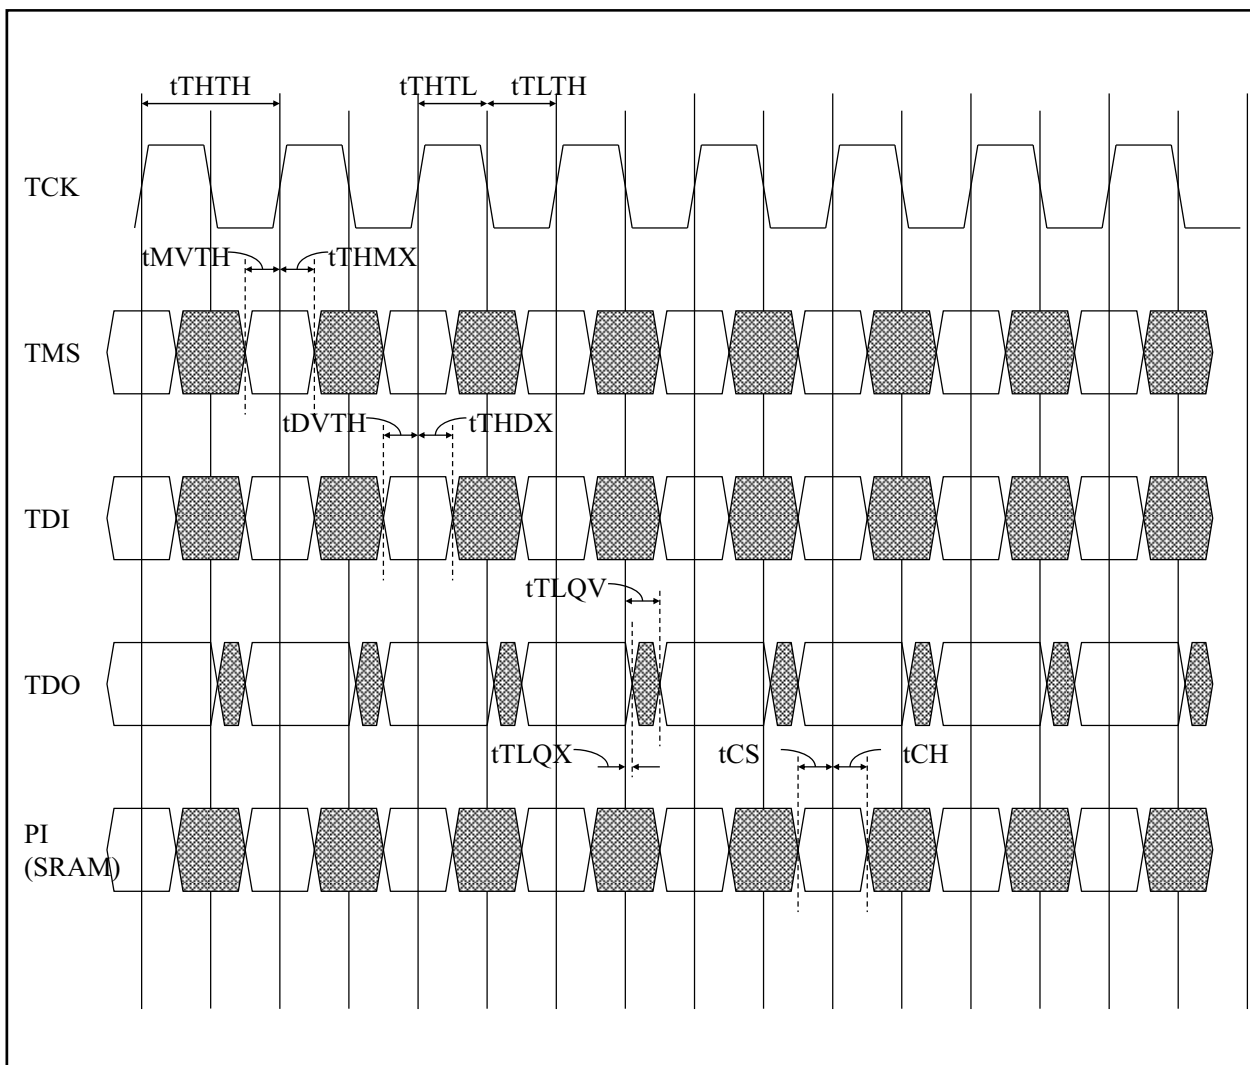 tTHTH
tTHTL
tTLTH
TCK
tMVTH
tTHMX
TMS
tDVTH
tTHDX
TDI
tTLQV
TDO
tTLQX
tCS
tCH
PI
(SRAM)